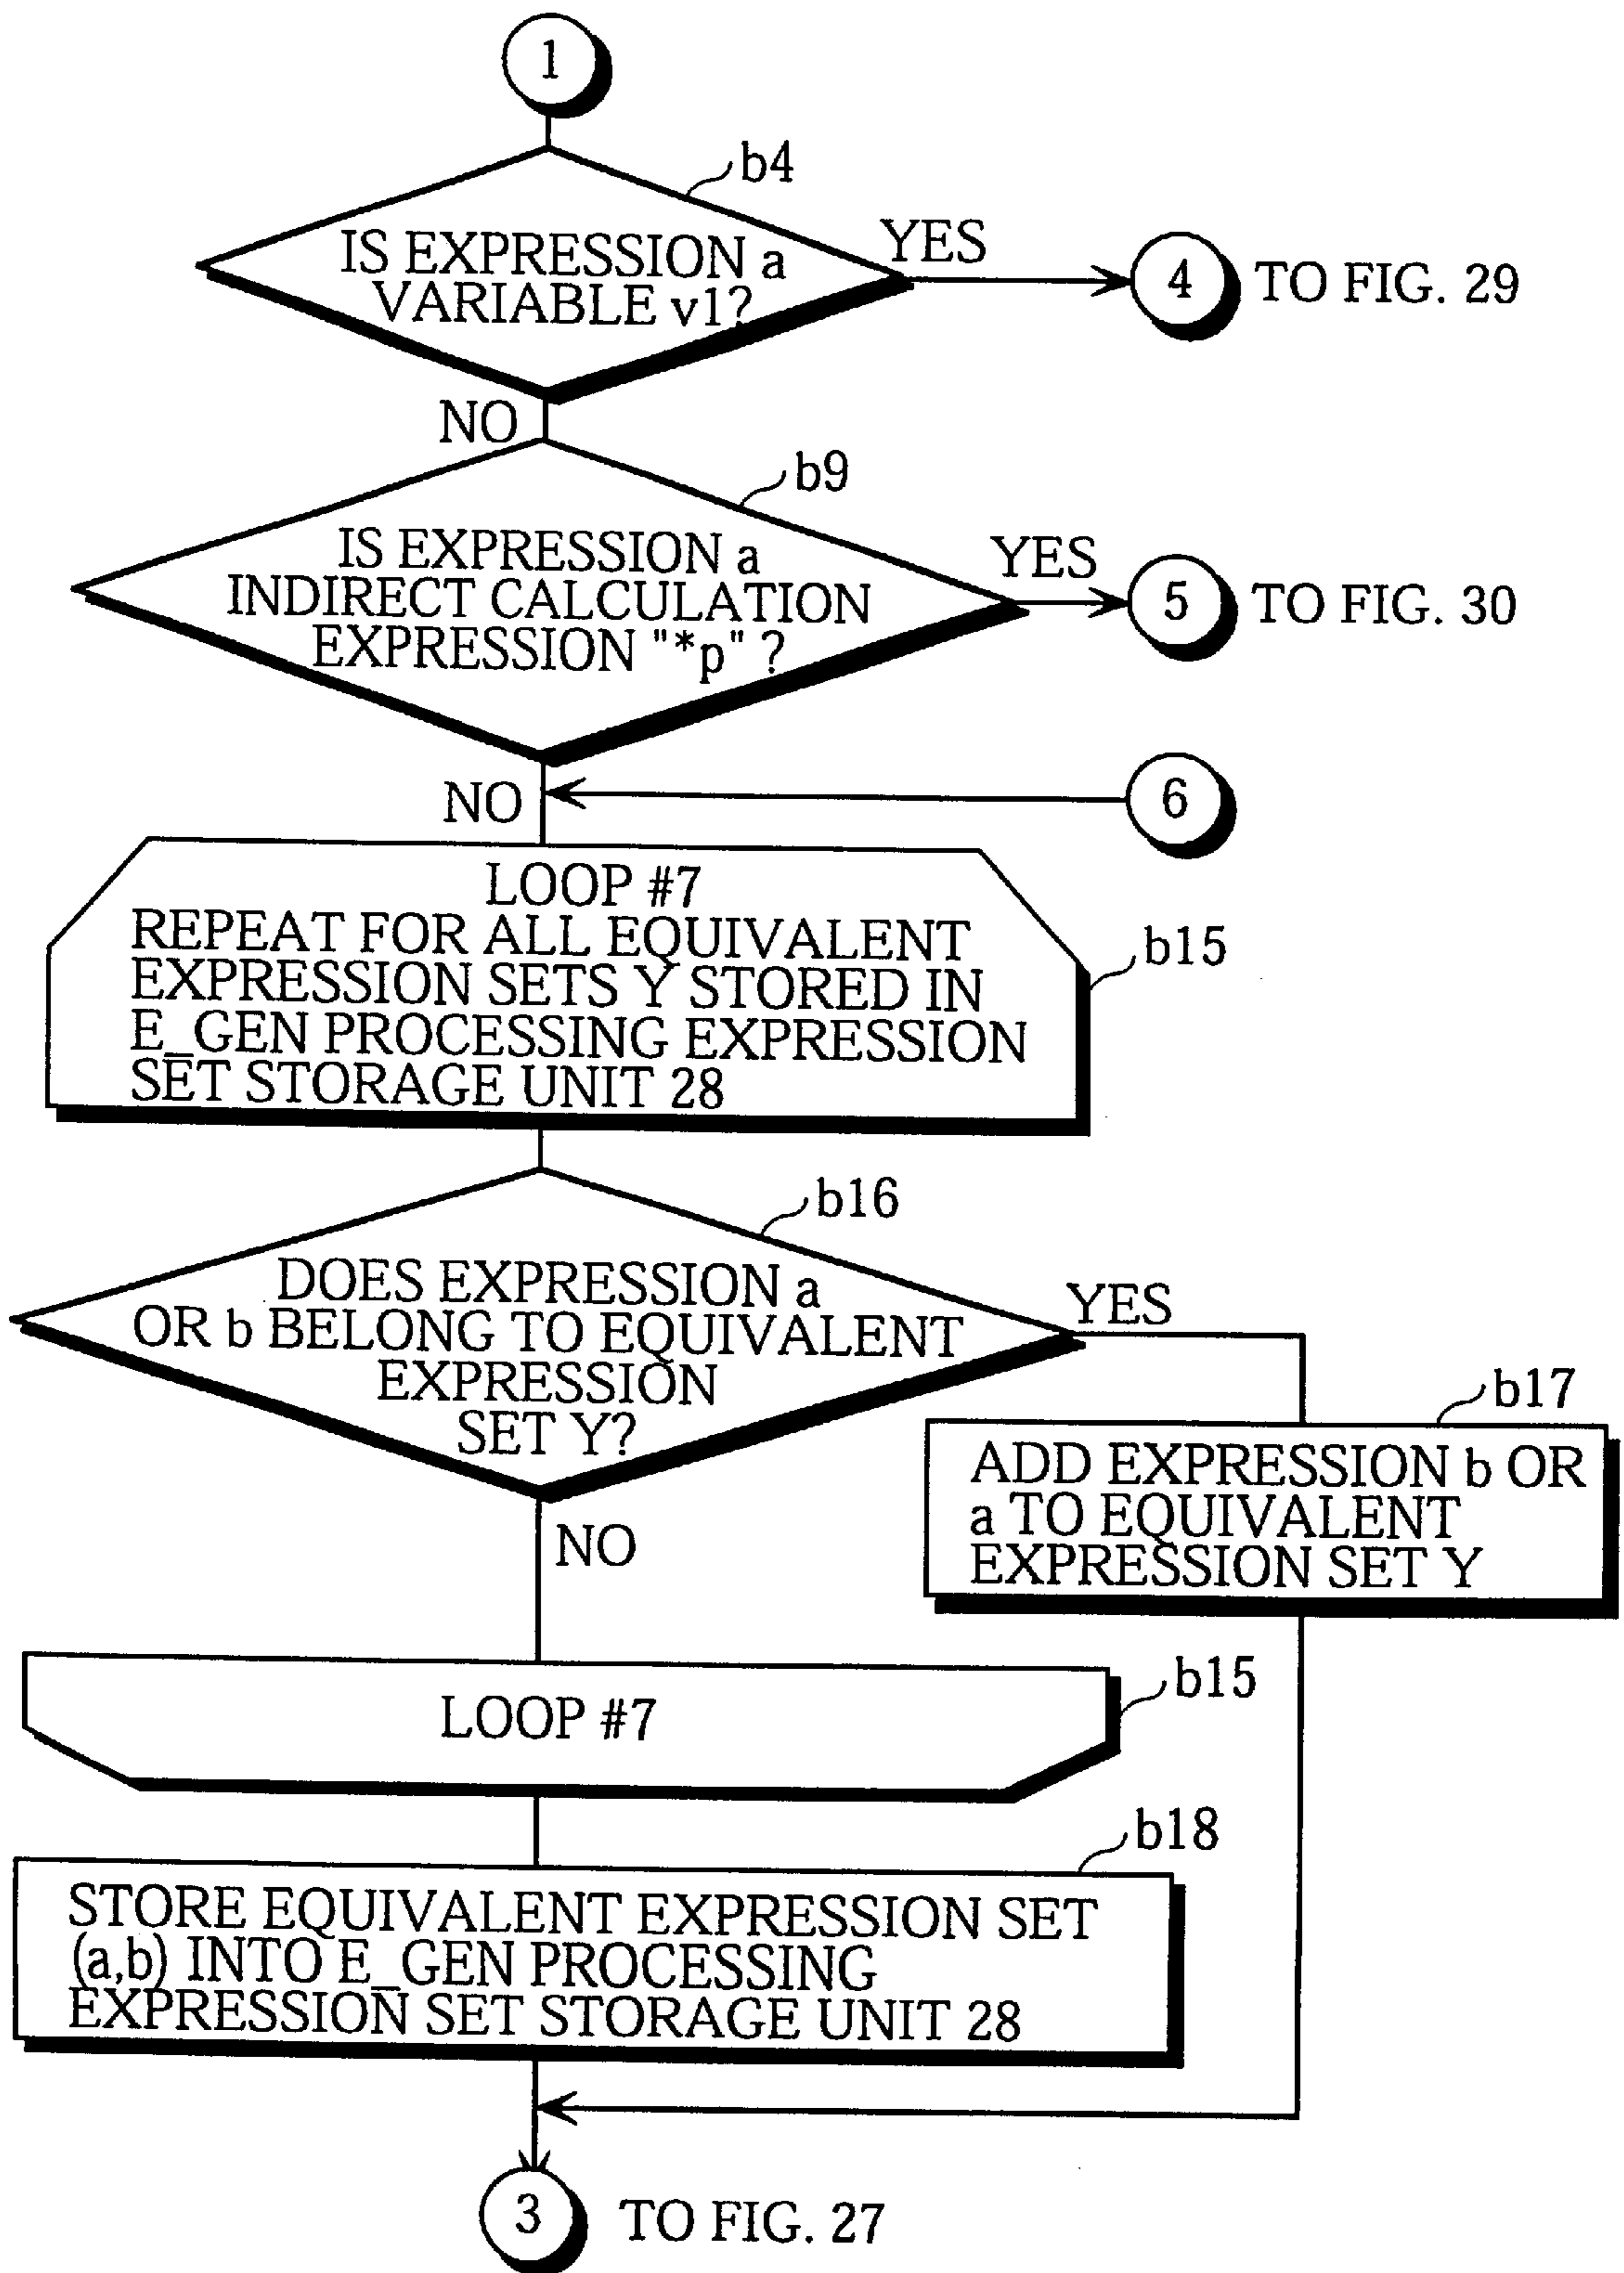 1
b4
IS EXPRESSION a
VARIABLE v1?
YES
4
TO FIG. 29
NO
b9
IS EXPRESSION a
INDIRECT CALCULATION
EXPRESSION "*p" ?
YES
5
TO FIG. 30
NO
6
LOOP #7
REPEAT FOR ALL EQUIVALENT
EXPRESSION SETS Y STORED IN
E_GEN PROCESSING EXPRESSION
SET STORAGE UNIT 28
b15
b16
DOES EXPRESSION a
OR b BELONG TO EQUIVALENT
EXPRESSION
SET Y?
YES
b17
ADD EXPRESSION b OR
a TO EQUIVALENT
EXPRESSION SET Y
NO
LOOP #7
b15
b18
STORE EQUIVALENT EXPRESSION SET
(a,b) INTO E_GEN PROCESSING
EXPRESSION SET STORAGE UNIT 28
3
TO FIG. 27